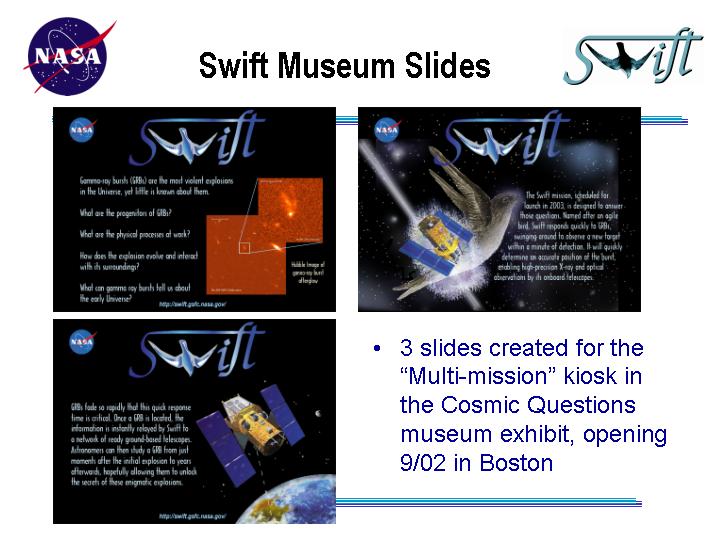 NASA
Swift Museum Slides
Swift
NASA
Swift
Gamma-ray bursts (GRBs) are the most violent explosions
in the Universe, yet little is known about them.
What are the progenitors of GRBs?
What are the physical processes at work?
How does the explosion evolve and interact
with its surroundings?
What can gamma ray bursts tell us about
the early Universe?
Hubble Image of
gamma-ray burst
afterglow
http://swift.gsfc.nasa.gov/
NASA
Swift
The Swift mission, scheduled for
launch in 2003, is designed to answer
those questions. Named after an agile
bird, Swift responds quickly to GRBs,
swinging around to observe a new target
within a minute of detection. It will quickly
determine an accurate position of the burst,
enabling high-precision X-ray and optical
observations by its onboard telescopes.
NASA
Swift
GRBs fade so rapidly that this quick response
time is critical. Once a GRB is located, the
information is instantly relayed by Swift to
a network of ready ground-based telescopes.
Astronomers can then study a GRB from just
moments after the initial explosion to years
afterwards, hopefully allowing them to unlock
the secrets of these enigmatic explosions.
http://swift.gsfc.nasa.gov/
• 3 slides created for the
“Multi-mission” kiosk in
the Cosmic Questions
museum exhibit, opening
9/02 in Boston